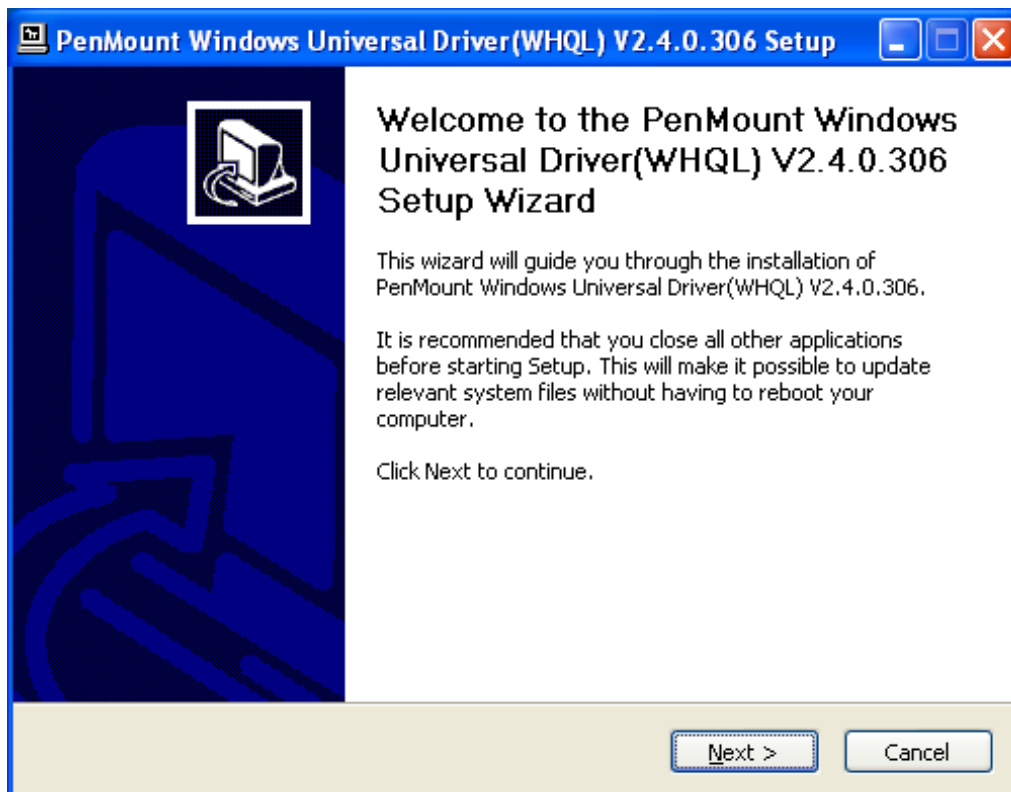 PenMount Windows Universal Driver(WHQL) V2.4.0.306 Setup
Welcome to the PenMount Windows
Universal Driver(WHQL) V2.4.0.306
Setup Wizard
This wizard will guide you through the installation of
PenMount Windows Universal Driver(WHQL) V2.4.0.306.
It is recommended that you close all other applications
before starting Setup. This will make it possible to update
relevant system files without having to reboot your
computer.
Click Next to continue.
Next >
Cancel